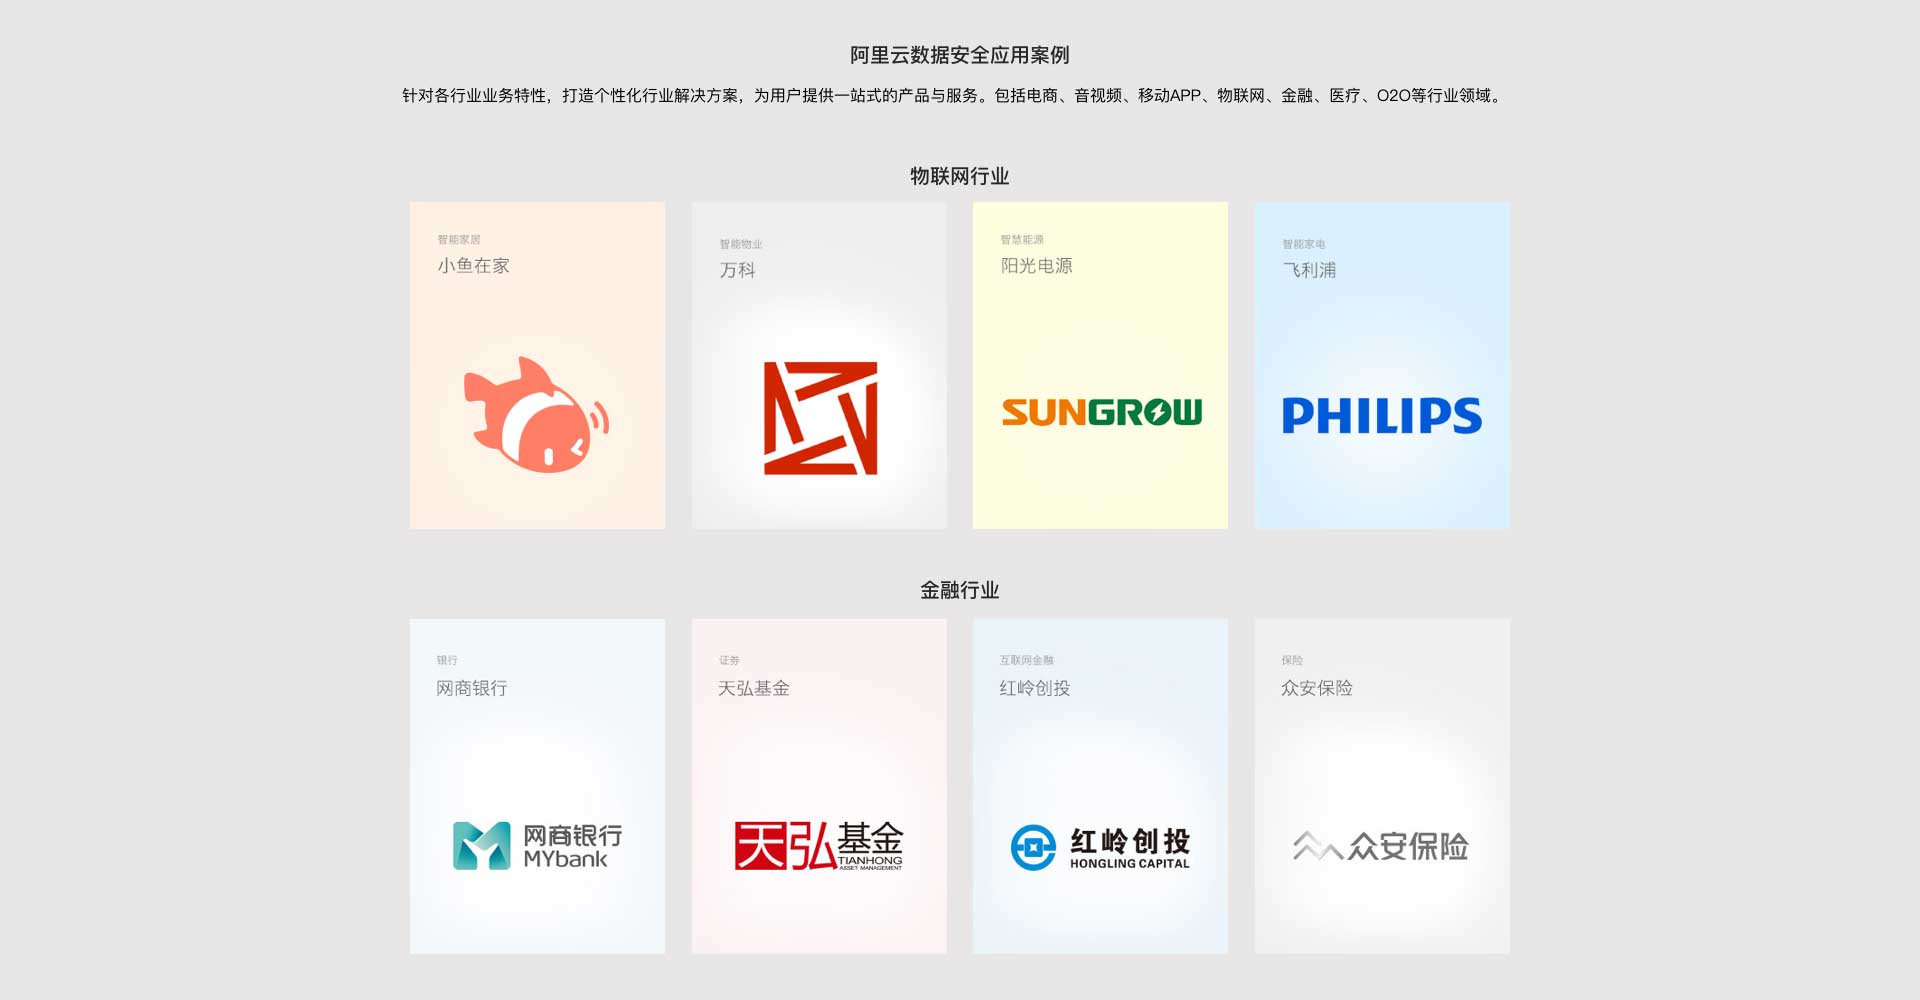 阿里云数据安全应用案例
针对各行业业务特性，打造个性化行业解决方案，为用户提供一站式的产品与服务。包括电商、音视频、移动APP、物联网、金融、医疗、O2O等行业领域。
物联网行业
智能家居
小鱼在家
智能物业
万科
智慧能源
阳光电源
SUNGROW
智能家电
飞利浦
PHILIPS
金融行业
银行
网商银行
网商银行
MYbank
证券
天弘基金
天弘基金
TIANHONG
ASSET MANAGEMENT
互联网金融
红岭创投
红岭创投
HONGLING CAPITAL
保险
众安保险
众安保险